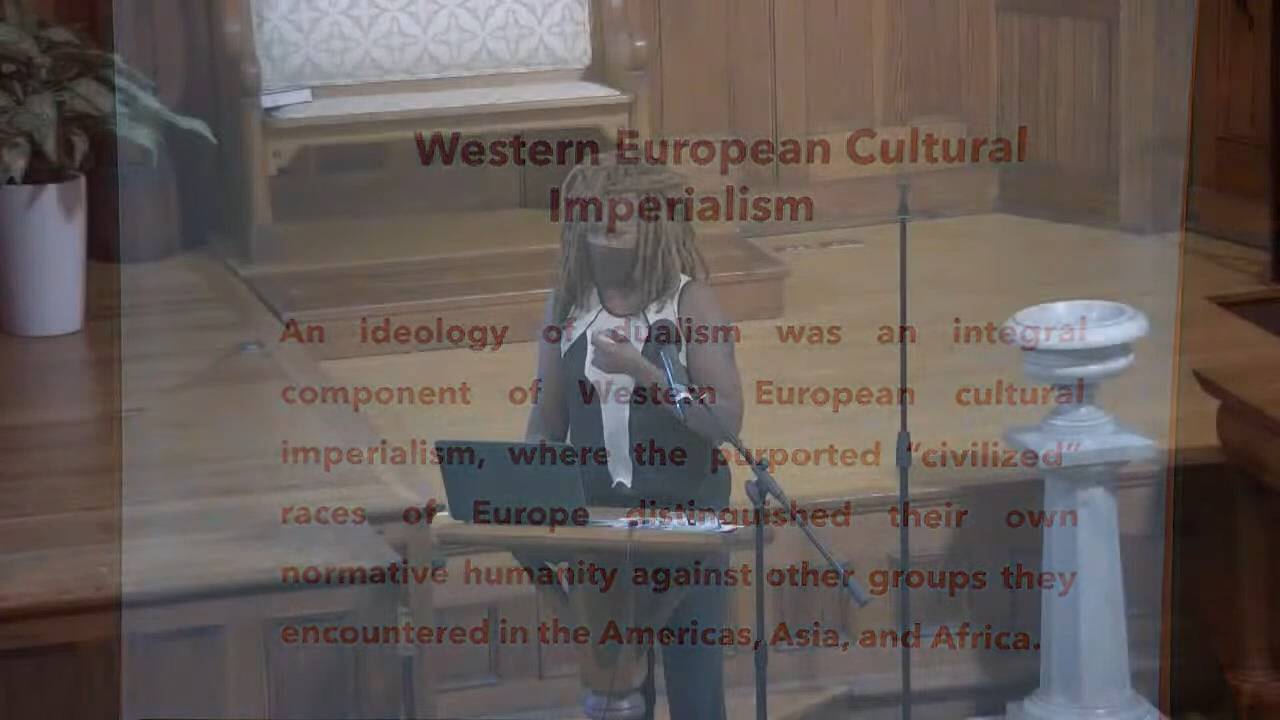 Western European Cultural
Imperialism
An ideology of dualism was an integral
component of Western European cultural
imperialism, where the purported “civilized”
races of Europe distinguished their own
normative humanity against other groups they
encountered in the Americas, Asia, and Africa.